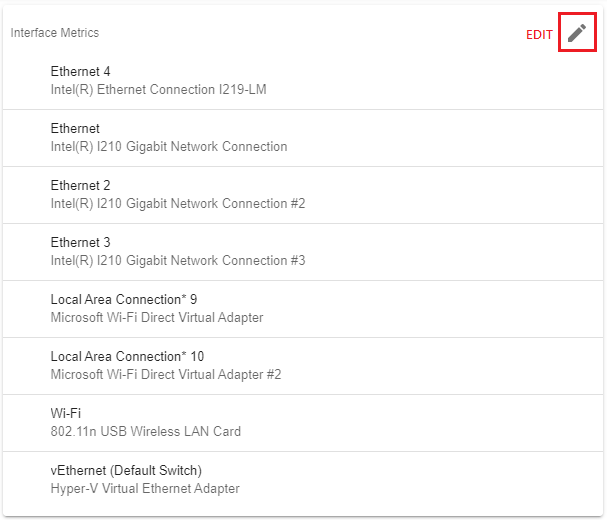 Interface Metrics
EDIT
Ethernet 4
Intel(R) Ethernet Connection I219-LM
Ethernet
Intel(R) I210 Gigabit Network Connection
Ethernet 2
Intel(R) I210 Gigabit Network Connection #2
Ethernet 3
Intel(R) I210 Gigabit Network Connection #3
Local Area Connection* 9
Microsoft Wi-Fi Direct Virtual Adapter
Local Area Connection* 10
Microsoft Wi-Fi Direct Virtual Adapter #2
Wi-Fi
802.11n USB Wireless LAN Card
vEthernet (Default Switch)
Hyper-V Virtual Ethernet Adapter